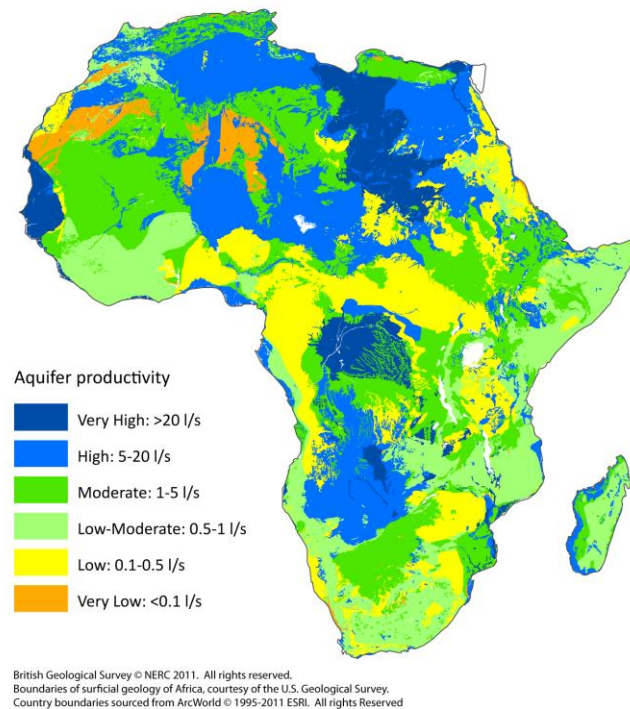 Aquifer productivity
Very High: >20 l/s
High: 5-20 l/s
Moderate: 1-5 l/s
Low-Moderate: 0.5-1 l/s
Low: 0.1-0.5 l/s
Very Low: <0.1 l/s
British Geological Survey © NERC 2011. All rights reserved.
Boundaries of surficial geology of Africa, courtesy of the U.S. Geological Survey.
Country boundaries sourced from ArcWorld © 1995-2011 ESRI. All rights Reserved